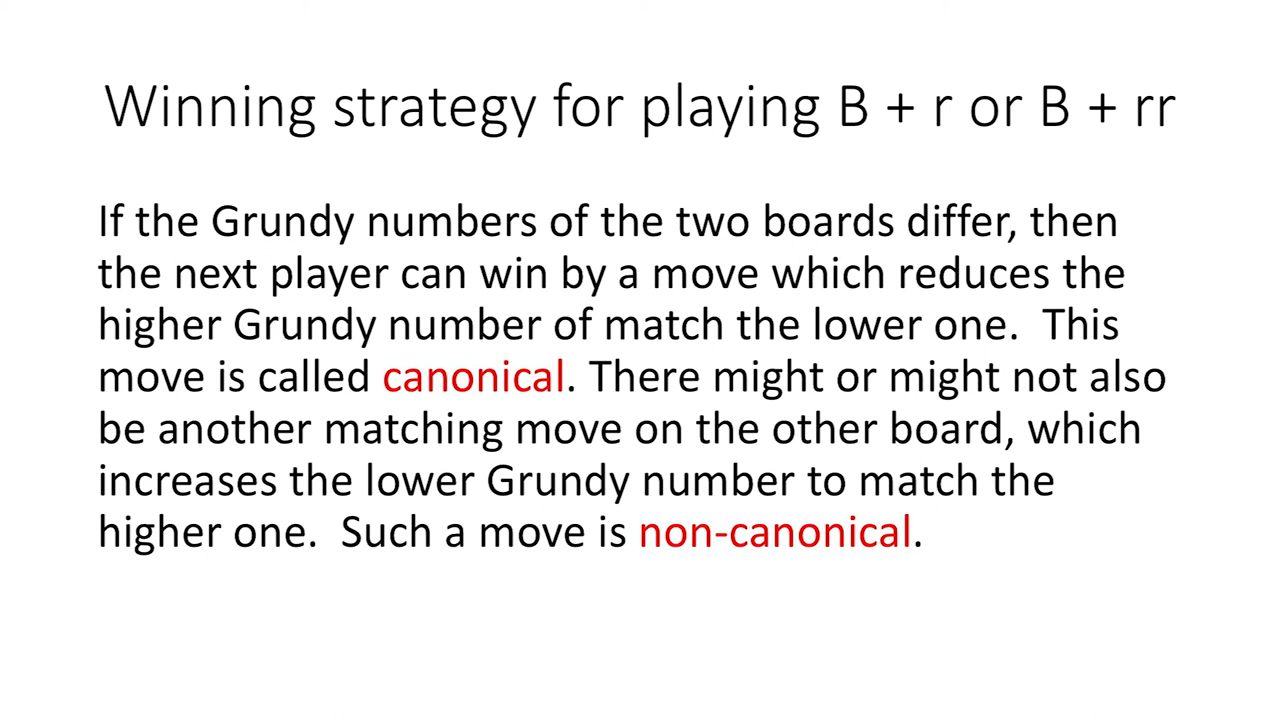 Winning strategy for playing B + r or B + rr
If the Grundy numbers of the two boards differ, then
the next player can win by a move which reduces the
higher Grundy number of match the lower one.  This
move is called canonical. There might or might not also
be another matching move on the other board, which
increases the lower Grundy number to match the
higher one.  Such a move is non-canonical.